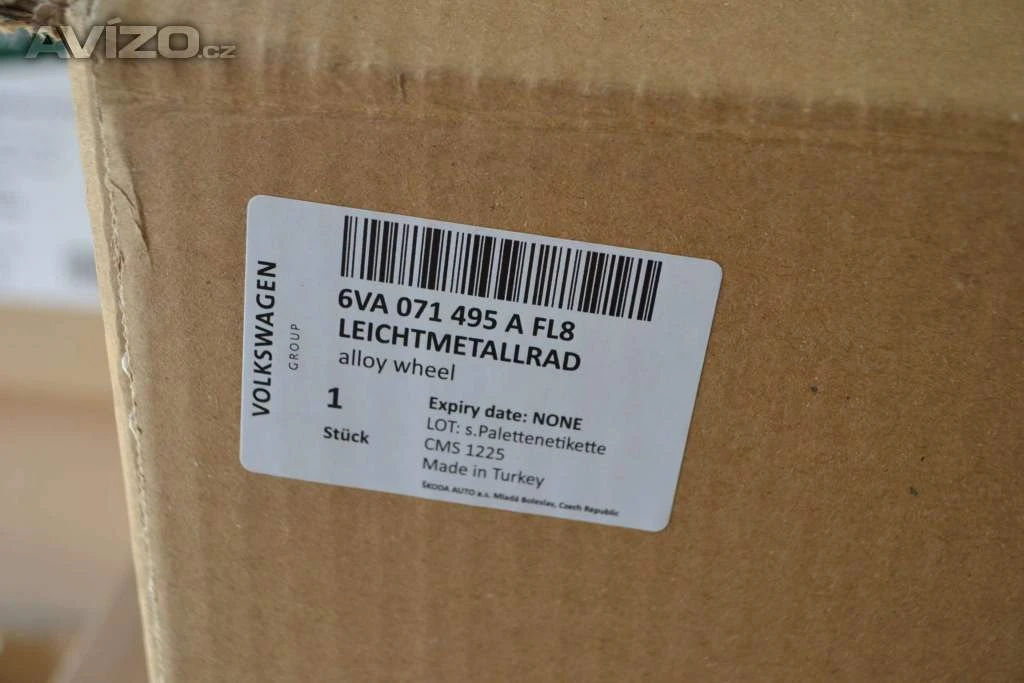 AVÍZO.cz
VOLKSWAGEN
GROUP
6VA 071 495 A FL8
LEICHTMETALLRAD
alloy wheel
1
Stück
Expiry date: NONE
LOT: s.Palettenetikette
CMS 1225
Made in Turkey
ŠKODA AUTO a.s. Mladá Boleslav, Czech Republic